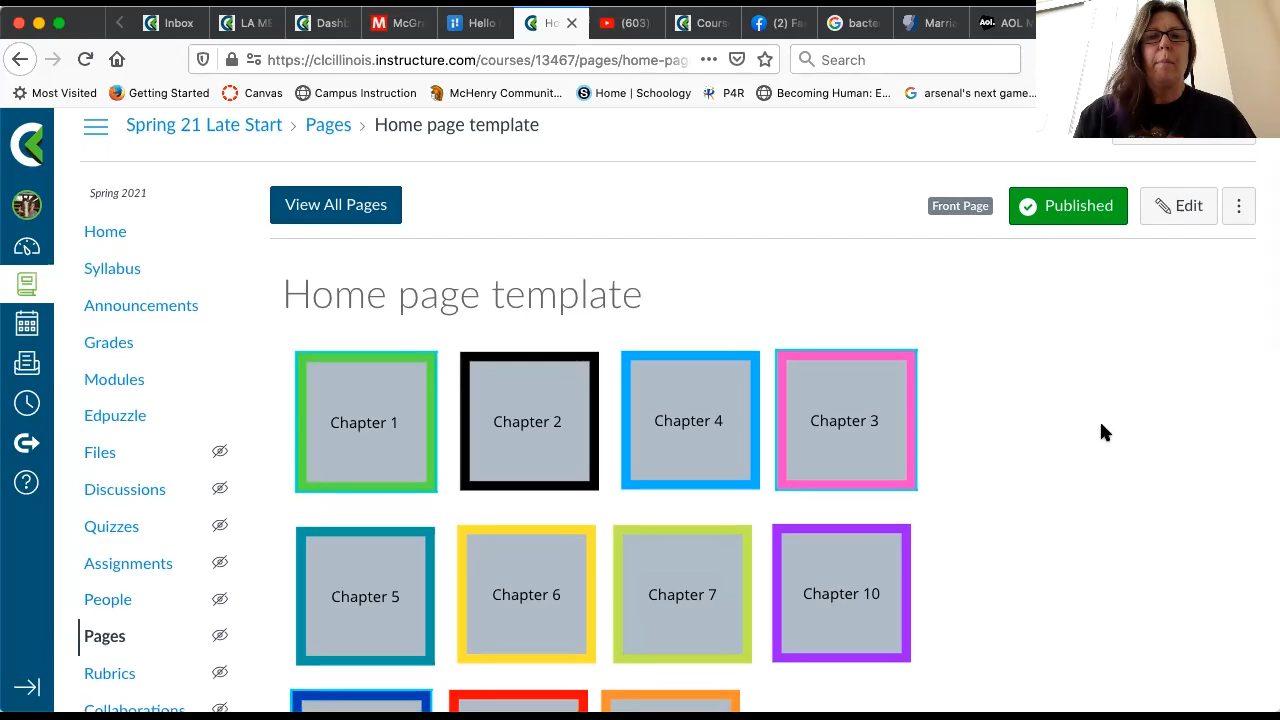 Inbox LA ME Dashb McGr Hello Ho (603) Cours (2) Fa bacte Marria Aol. AOL M
https://clcillinois.instructure.com/courses/13467/pages/home-pag Search
Most Visited Getting Started Canvas Campus Instruction McHenry Communit... Home | Schoology P4R Becoming Human: E... arsenal's next game...
Spring 21 Late Start > Pages > Home page template
Spring 2021
View All Pages
Front Page
Published
Edit
Home
Syllabus
Announcements
Grades
Modules
Edpuzzle
Files
Discussions
Quizzes
Assignments
People
Pages
Rubrics
Collaborations
Home page template
Chapter 1 Chapter 2 Chapter 4 Chapter 3
Chapter 5 Chapter 6 Chapter 7 Chapter 10